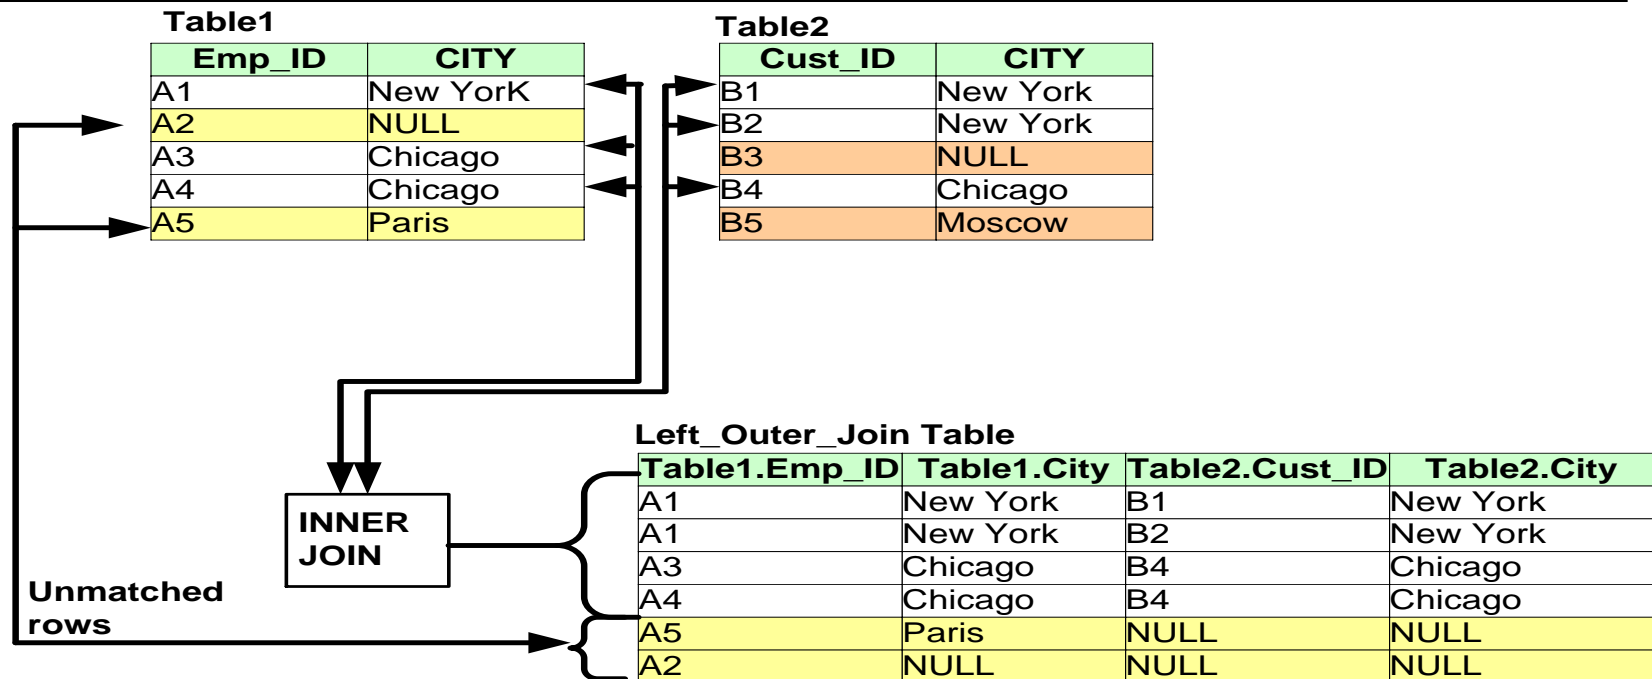 Table1
Emp_ID CITY
A1 New YorK
A2 NULL
A3 Chicago
A4 Chicago
A5 Paris
Table2
Cust_ID CITY
B1 New York
B2 New York
B3 NULL
B4 Chicago
B5 Moscow
Left_Outer_Join Table
Table1.Emp_ID Table1.City Table2.Cust_ID Table2.City
A1 New York B1 New York
A1 New York B2 New York
A3 Chicago B4 Chicago
A4 Chicago B4 Chicago
A5 Paris NULL NULL
A2 NULL NULL NULL
INNER
JOIN
Unmatched
rows